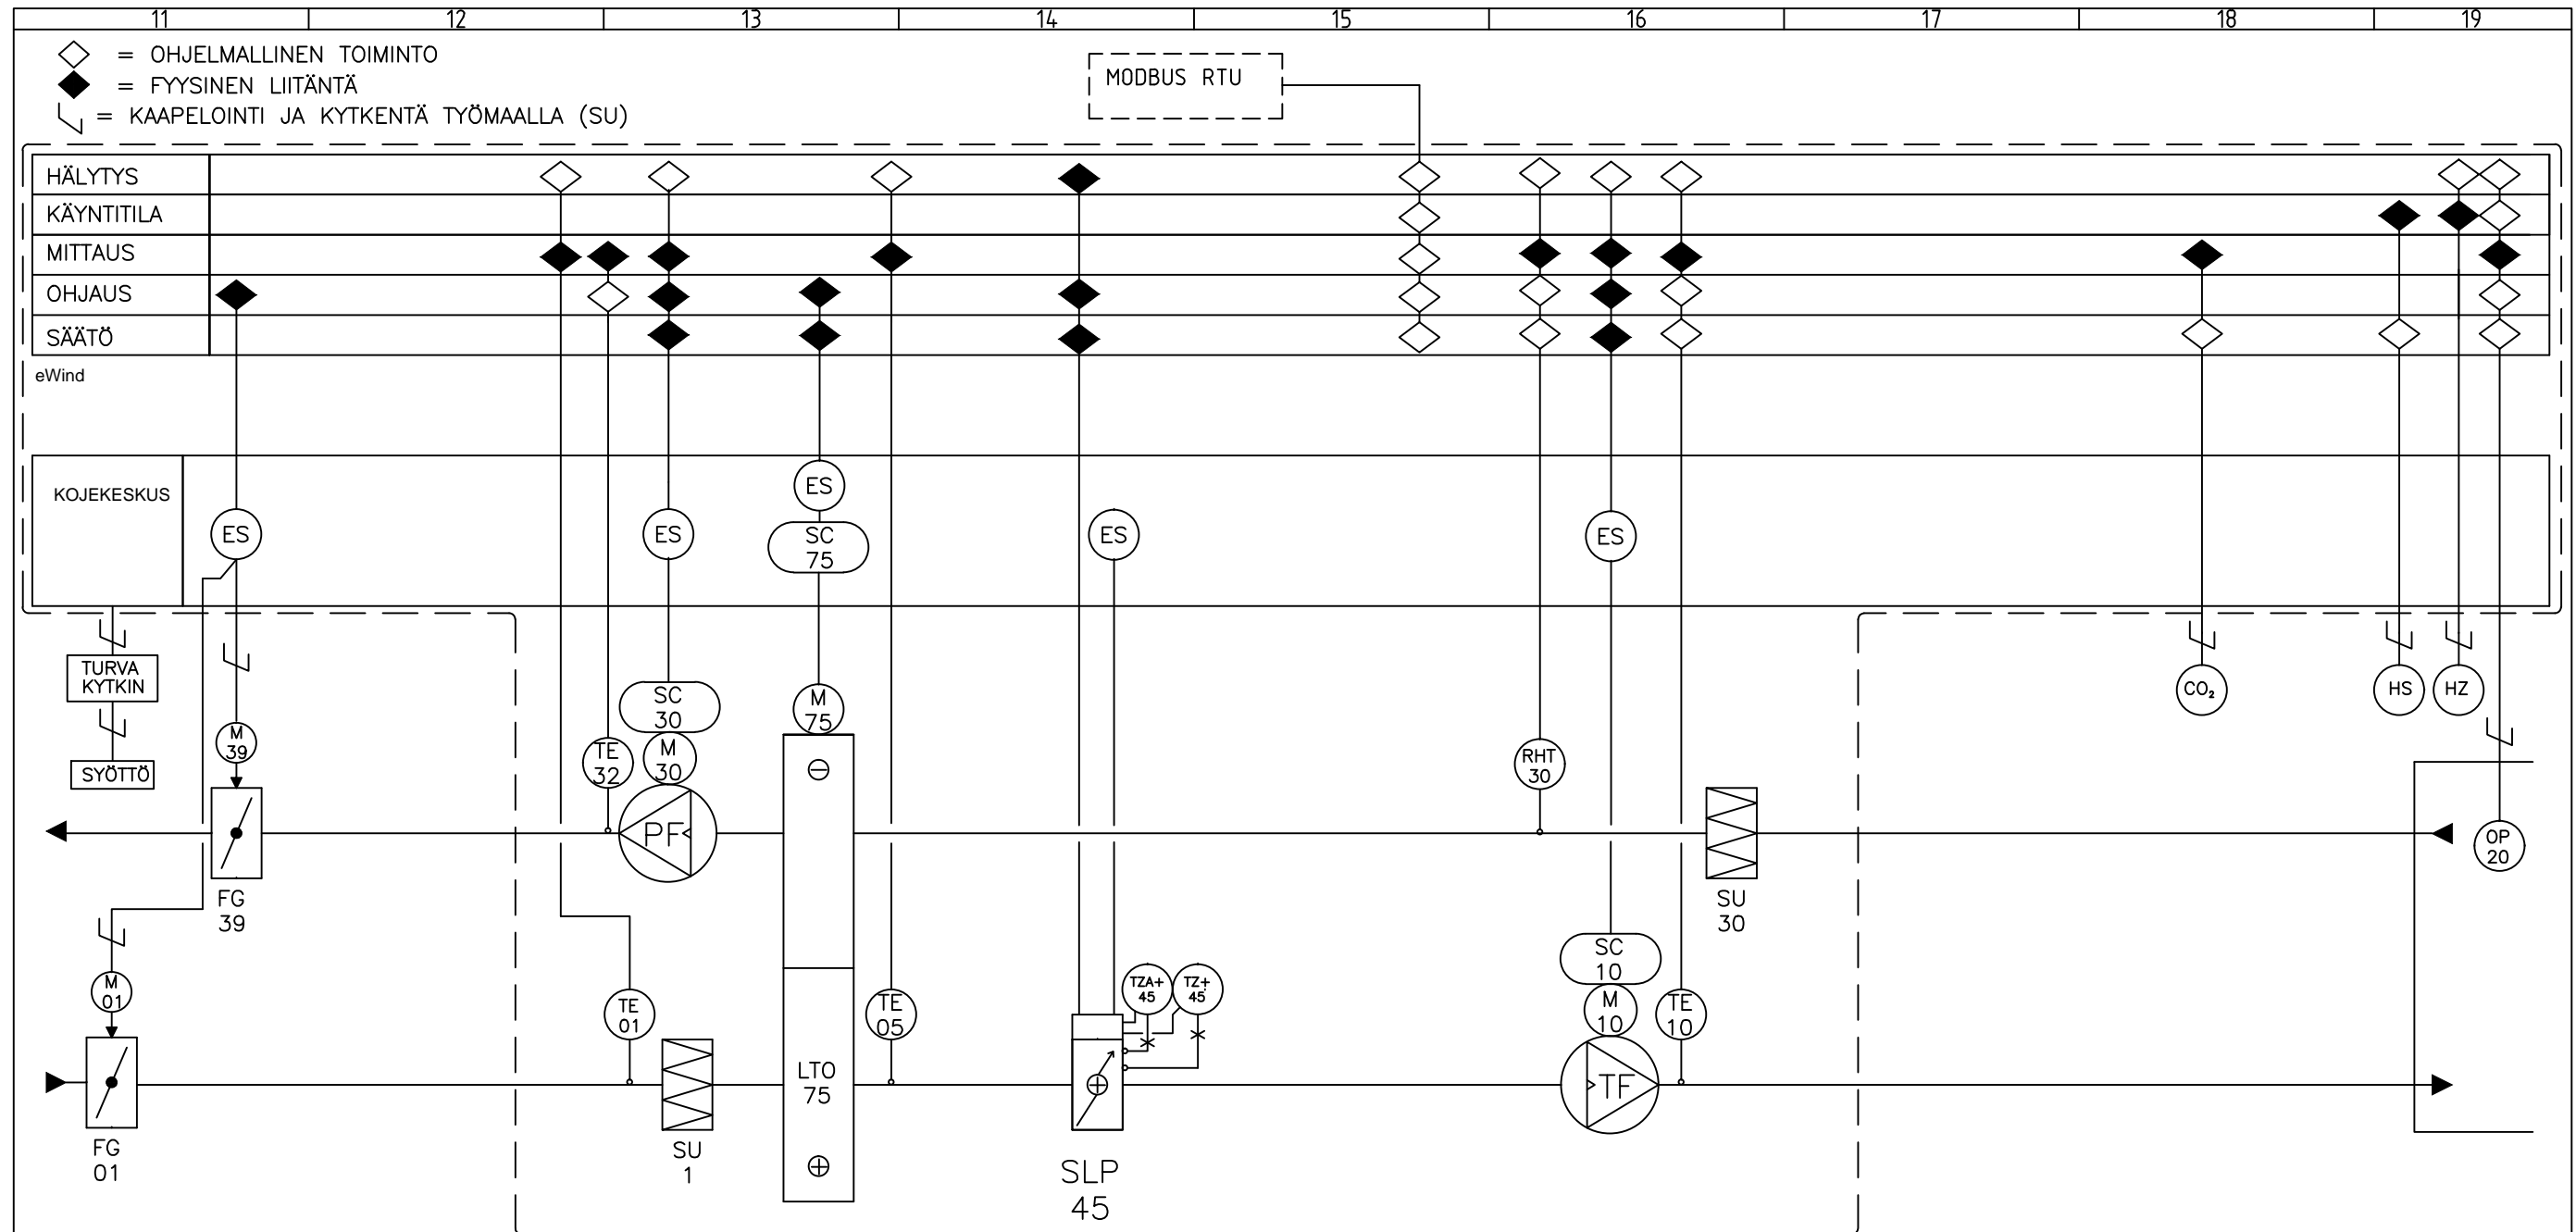 11 12 13 14 15 16 17 18 19
= OHJELMALLINEN TOIMINTO
= FYYSINEN LIITÄNTÄ
= KAAPELOINTI JA KYTKENTÄ TYÖMAALLA (SU)
MODBUS RTU
HÄLYTYS
KÄYNTITILA
MITTAUS
OHJAUS
SÄÄTÖ
eWind
KOJEKESKUS
ES
ES
ES
SC
75
ES
ES
TURVA
KYTKIN
SYÖTTÖ
M
39
TE
32
SC
30
M
30
M
75
RHT
30
CO₂
HS
HZ
PF
OP
20
FG
39
SU
30
M
01
TE
01
TE
05
TZA+
45
TZ+
45
SC
10
M
10
TE
10
LTO
75
TF
FG
01
SU
1
SLP
45